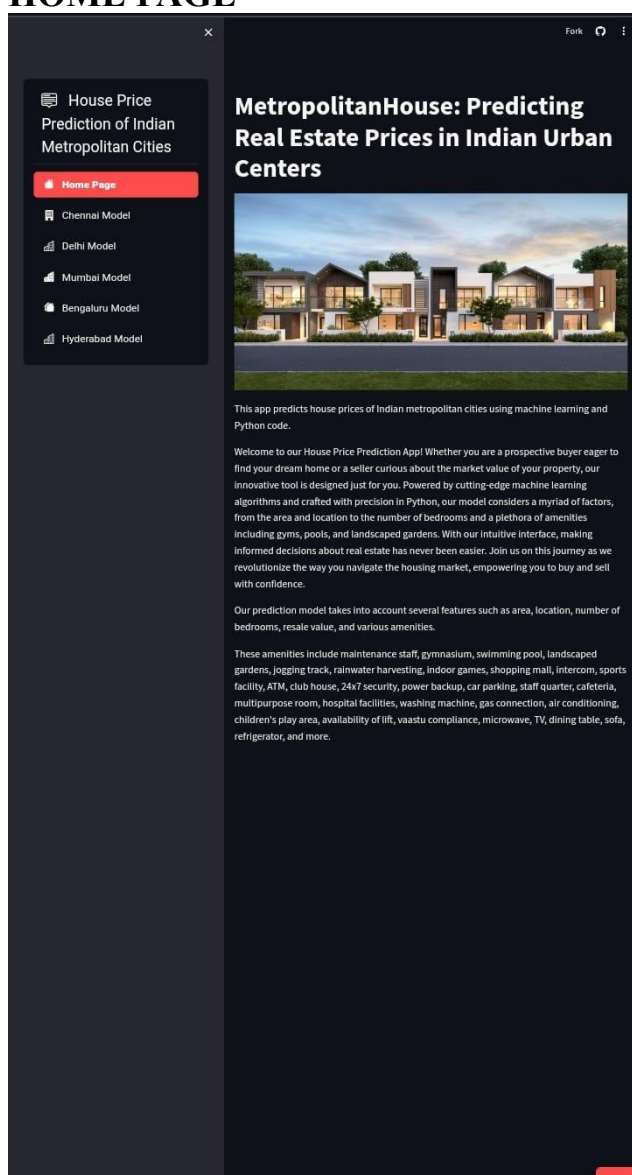 HOME PAGE
Fork
House Price
Prediction of Indian
Metropolitan Cities
Home Page
Chennai Model
Delhi Model
Mumbai Model
Bengaluru Model
Hyderabad Model
MetropolitanHouse: Predicting
Real Estate Prices in Indian Urban
Centers
This app predicts house prices of Indian metropolitan cities using machine learning and
Python code.
Welcome to our House Price Prediction App! Whether you are a prospective buyer eager to
find your dream home or a seller curious about the market value of your property, our
innovative tool is designed just for you. Powered by cutting-edge machine learning
algorithms and crafted with precision in Python, our model considers a myriad of factors,
from the area and location to the number of bedrooms and a plethora of amenities
including gyms, pools, and landscaped gardens. With our intuitive interface, making
informed decisions about real estate has never been easier. Join us on this journey as we
revolutionize the way you navigate the housing market, empowering you to buy and sell
with confidence.
Our prediction model takes into account several features such as area, location, number of
bedrooms, resale value, and various amenities.
These amenities include maintenance staff, gymnasium, swimming pool, landscaped
gardens, jogging track, rainwater harvesting, indoor games, shopping mall, intercom, sports
facility, ATM, club house, 24x7 security, power backup, car parking, staff quarter, cafeteria,
multipurpose room, hospital facilities, washing machine, gas connection, air conditioning,
children's play area, availability of lift, vaastu compliance, microwave, TV, dining table, sofa,
refrigerator, and more.